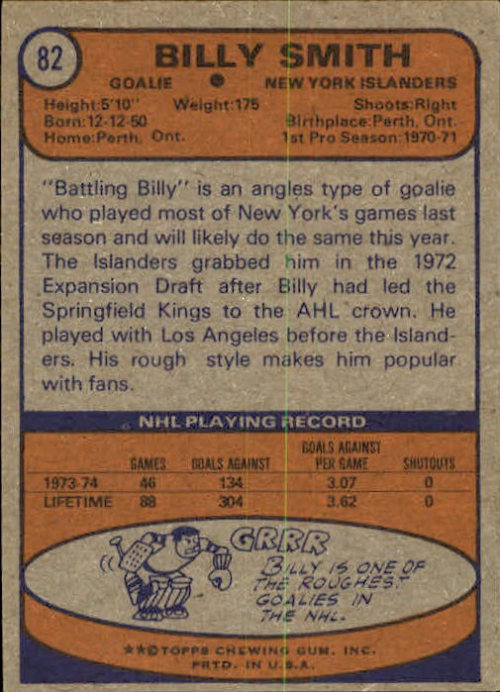 82
BILLY SMITH
GOALIE ● NEW YORK ISLANDERS
Height:5'10" Weight:175 Shoots:Right
Born:12-12-50 Birthplace:Perth, Ont.
Home:Perth, Ont. 1st Pro Season:1970-71
"Battling Billy" is an angles type of goalie
who played most of New York's games last
season and will likely do the same this year.
The Islanders grabbed him in the 1972
Expansion Draft after Billy had led the
Springfield Kings to the AHL crown. He
played with Los Angeles before the Island-
ers. His rough style makes him popular
with fans.
NHL PLAYING RECORD
GAMES GOALS AGAINST GOALS AGAINST PER GAME SHUTOUTS
1973-74 46 134 3.07 0
LIFETIME 88 304 3.62 0
GRRR
BILLY IS ONE OF
THE ROUGHEST
GOALIES IN
THE NHL.
★★©TOPPS CHEWING GUM, INC.
PRTD. IN U.S.A.